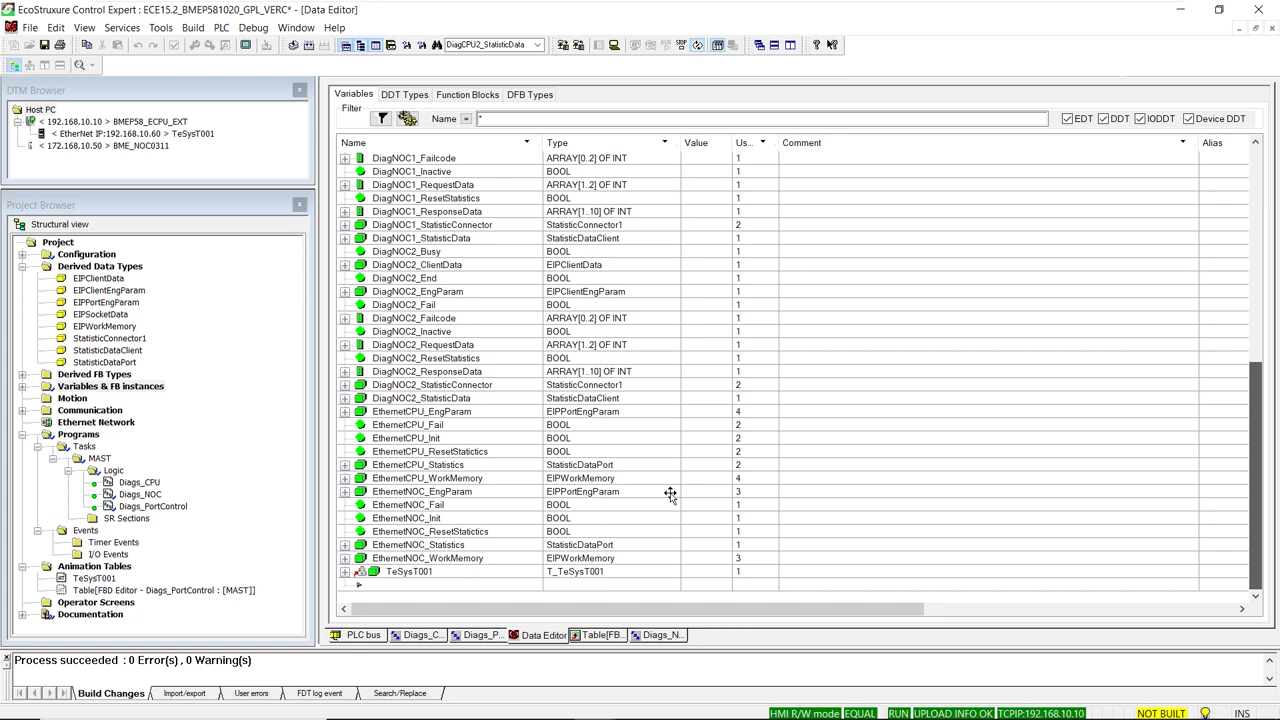 EcoStruxure Control Expert : ECE15.2_BMEP581020_GPL_VERC* - [Data Editor]
File Edit View Services Tools Build PLC Debug Window Help
DiagCPU2_StatisticData
DTM Browser
Host PC
< 192.168.10.10 > BMEP58_ECPU_EXT
< EtherNet IP:192.168.10.60 > TeSysT001
< 172.168.10.50 > BME_NOC0311
Project Browser
Structural view
Project
Configuration
Derived Data Types
EIPClientData
EIPClientEngParam
EIPPortEngParam
EIPSocketData
EIPWorkMemory
StatisticConnector1
StatisticDataClient
StatisticDataPort
Derived FB Types
Variables & FB instances
Motion
Communication
Ethernet Network
Programs
Tasks
MAST
Logic
Diags_CPU
Diags_NOC
Diags_PortControl
SR Sections
Events
Timer Events
I/O Events
Animation Tables
TeSysT001
Table[FBD Editor - Diags_PortControl : [MAST]]
Operator Screens
Documentation
Variables DDT Types Function Blocks DFB Types
Filter
Name = * EDT DDT IODDT Device DDT
Name Type Value Us... Comment Alias
DiagNOC1_Failcode ARRAY[0..2] OF INT 1
DiagNOC1_Inactive BOOL 1
DiagNOC1_RequestData ARRAY[1..2] OF INT 1
DiagNOC1_ResetStatistics BOOL 1
DiagNOC1_ResponseData ARRAY[1..10] OF INT 1
DiagNOC1_StatisticConnector StatisticConnector1 2
DiagNOC1_StatisticData StatisticDataClient 1
DiagNOC2_Busy BOOL 1
DiagNOC2_ClientData EIPClientData 1
DiagNOC2_End BOOL 1
DiagNOC2_EngParam EIPClientEngParam 1
DiagNOC2_Fail BOOL 1
DiagNOC2_Failcode ARRAY[0..2] OF INT 1
DiagNOC2_Inactive BOOL 1
DiagNOC2_RequestData ARRAY[1..2] OF INT 1
DiagNOC2_ResetStatistics BOOL 1
DiagNOC2_ResponseData ARRAY[1..10] OF INT 1
DiagNOC2_StatisticConnector StatisticConnector1 2
DiagNOC2_StatisticData StatisticDataClient 1
EthernetCPU_EngParam EIPPortEngParam 4
EthernetCPU_Fail BOOL 2
EthernetCPU_Init BOOL 2
EthernetCPU_ResetStatictics BOOL 2
EthernetCPU_Statistics StatisticDataPort 2
EthernetCPU_WorkMemory EIPWorkMemory 4
EthernetNOC_EngParam EIPPortEngParam 3
EthernetNOC_Fail BOOL 1
EthernetNOC_Init BOOL 1
EthernetNOC_ResetStatictics BOOL 1
EthernetNOC_Statistics StatisticDataPort 1
EthernetNOC_WorkMemory EIPWorkMemory 3
TeSysT001 T_TeSysT001 1
PLC bus Diags_C... Diags_P... Data Editor Table[FB... Diags_N...
Process succeeded : 0 Error(s) , 0 Warning(s)
Build Changes Import/export User errors FDT log event Search/Replace
HMI R/W mode EQUAL RUN UPLOAD INFO OK TCPIP:192.168.10.10 NOT BUILT INS